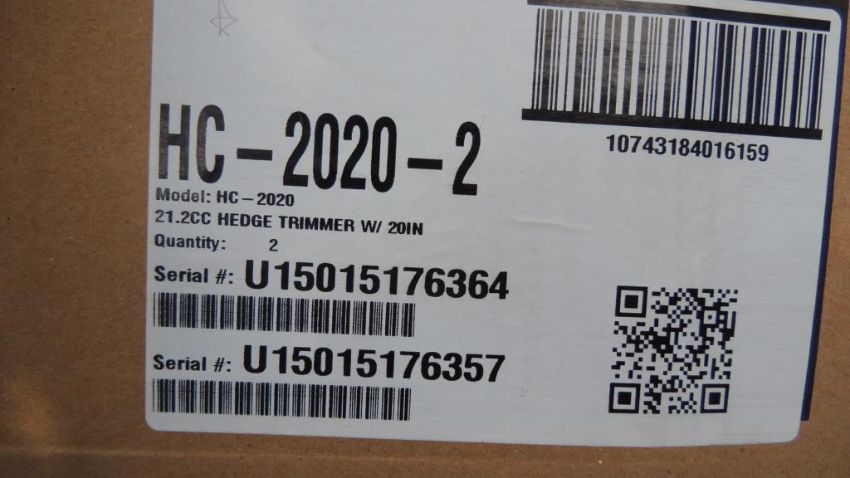 10743184016159
HC-2020-2
Model: HC-2020
21.2CC HEDGE TRIMMER W/ 20IN
Quantity: 2
Serial #: U15015176364
Serial #: U15015176357